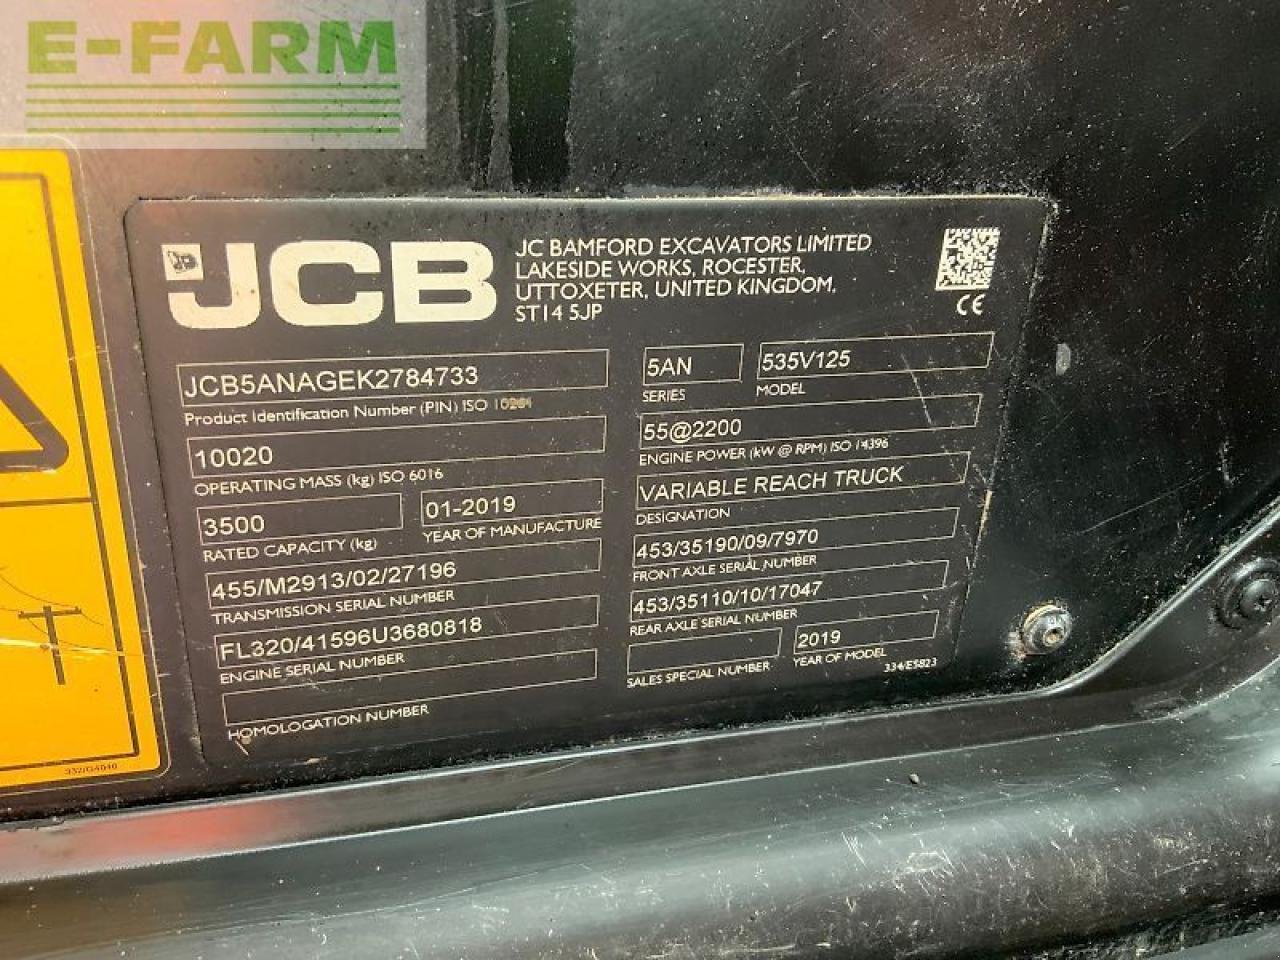 E-FARM
JCB
JC BAMFORD EXCAVATORS LIMITED
LAKESIDE WORKS, ROCESTER,
UTTOXETER, UNITED KINGDOM,
ST14 5JP
CE
JCB5ANAGEK2784733
Product Identification Number (PIN) ISO 10261
10020
OPERATING MASS (kg) ISO 6016
3500
RATED CAPACITY (kg)
01-2019
YEAR OF MANUFACTURE
455/M2913/02/27196
TRANSMISSION SERIAL NUMBER
FL320/41596U3680818
ENGINE SERIAL NUMBER
HOMOLOGATION NUMBER
5AN
SERIES
535V125
MODEL
55@2200
ENGINE POWER (kW @ RPM) ISO 14396
VARIABLE REACH TRUCK
DESIGNATION
453/35190/09/7970
FRONT AXLE SERIAL NUMBER
453/35110/10/17047
REAR AXLE SERIAL NUMBER
SALES SPECIAL NUMBER
2019
YEAR OF MODEL
334/E5823
332/G4040